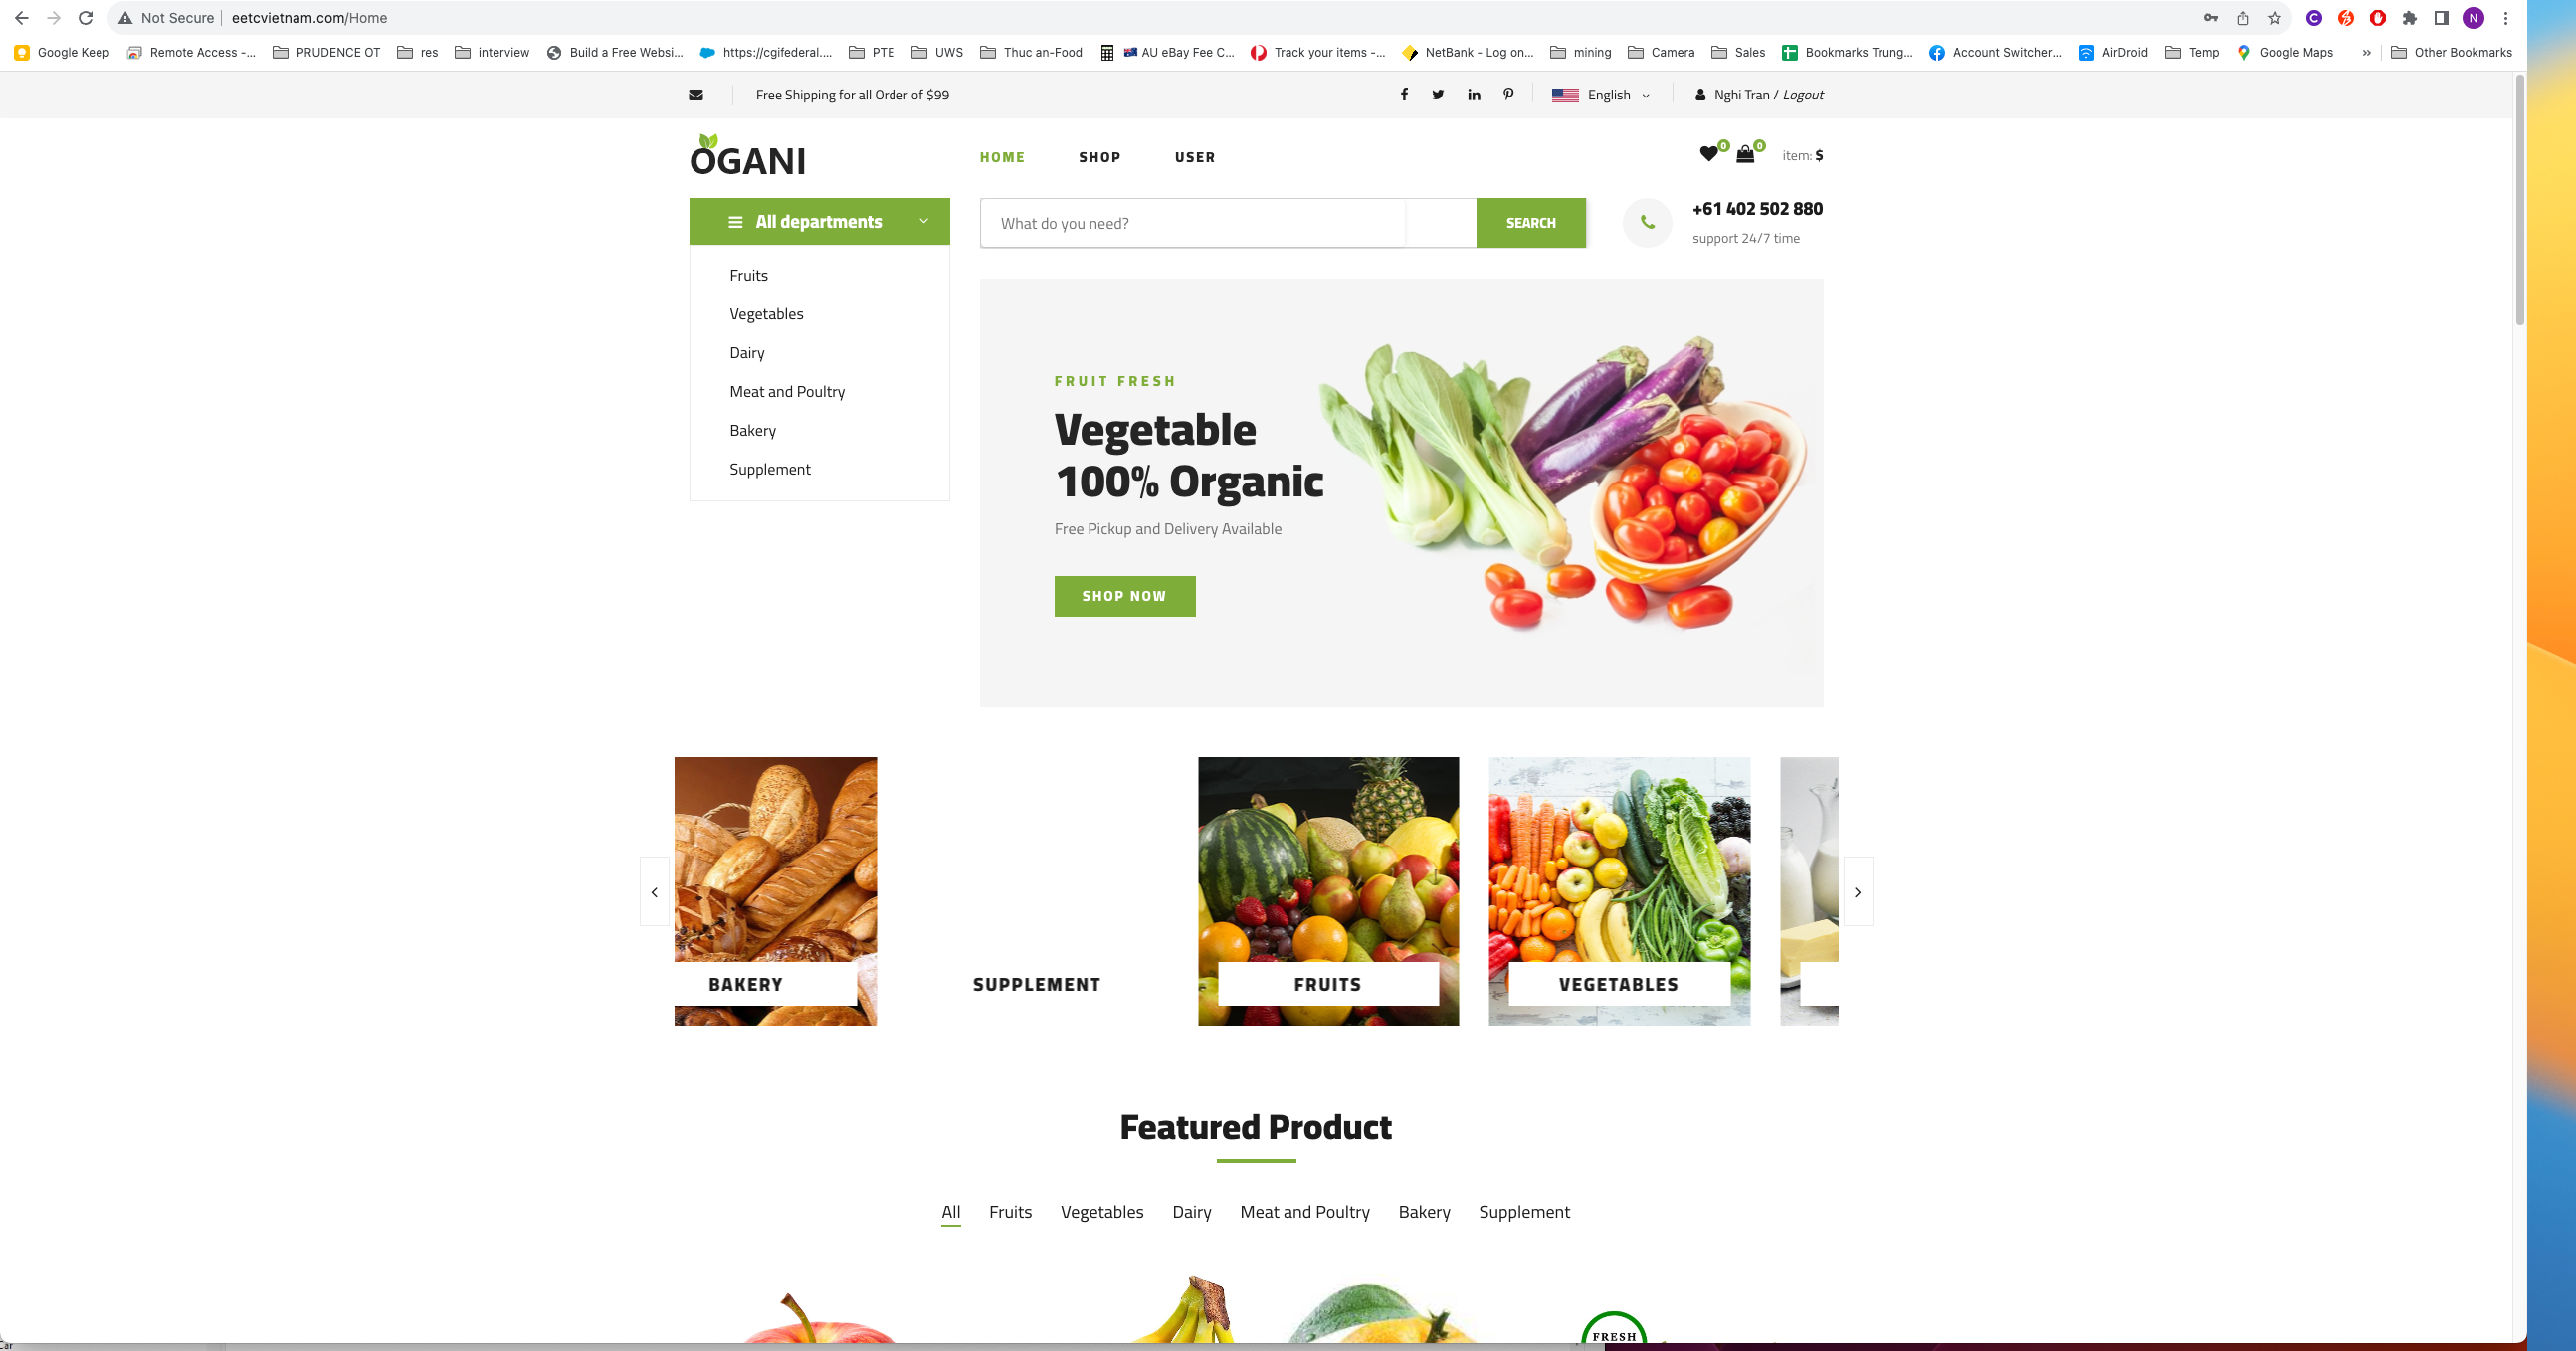 Not Secure
eetcvietnam.com/Home
Google Keep
Remote Access -...
PRUDENCE OT
res
interview
Build a Free Websi...
https://cgifederal....
PTE
UWS
Thuc an-Food
AU eBay Fee C...
Track your items -...
NetBank - Log on...
mining
Camera
Sales
Bookmarks Trung...
Account Switcher...
AirDroid
Temp
Google Maps
»
Other Bookmarks
N
Free Shipping for all Order of $99
English
Nghi Tran / Logout
OGANI
HOME
SHOP
USER
0
0
item: $
All departments
What do you need?
SEARCH
+61 402 502 880
support 24/7 time
Fruits
Vegetables
Dairy
Meat and Poultry
Bakery
Supplement
FRUIT FRESH
Vegetable
100% Organic
Free Pickup and Delivery Available
SHOP NOW
BAKERY
SUPPLEMENT
FRUITS
VEGETABLES
Featured Product
All
Fruits
Vegetables
Dairy
Meat and Poultry
Bakery
Supplement
FRESH